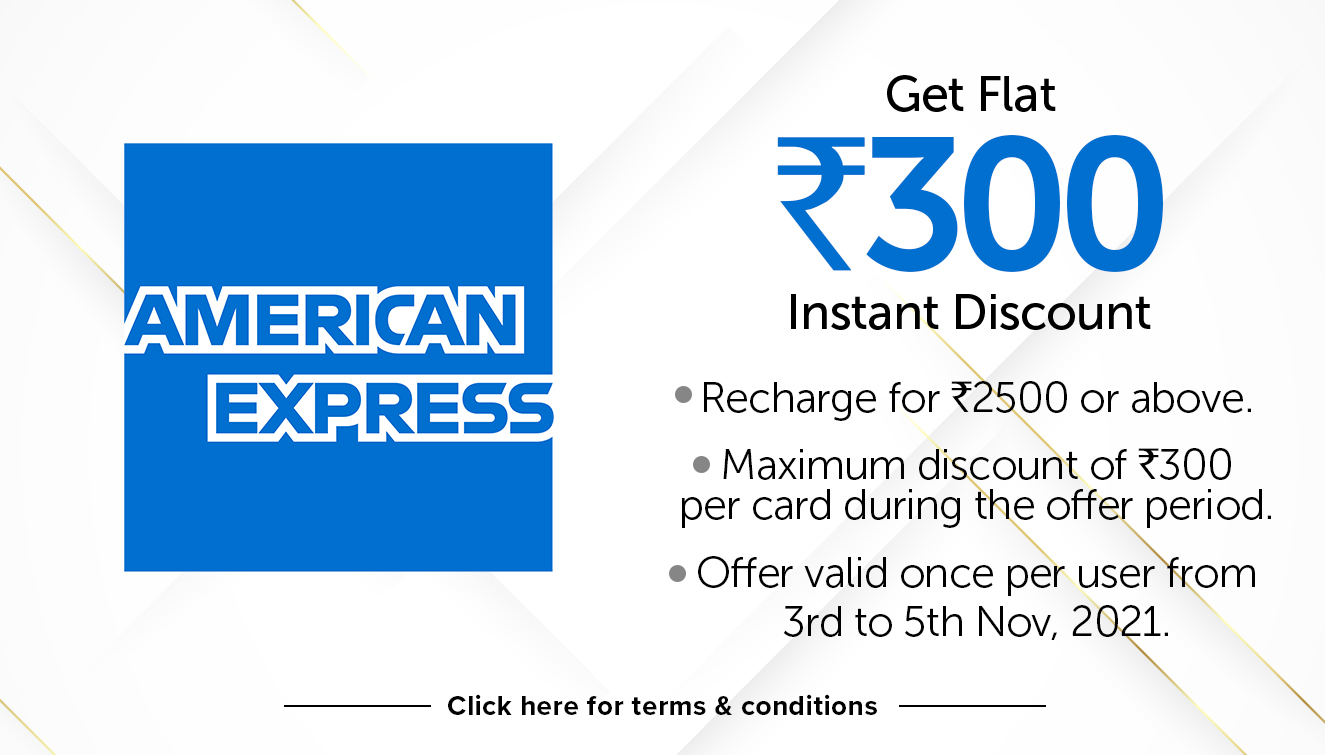 AMERICAN
EXPRESS
Get Flat
₹300
Instant Discount
• Recharge for ₹2500 or above.
• Maximum discount of ₹300
per card during the offer period.
• Offer valid once per user from
3rd to 5th Nov, 2021.
Click here for terms & conditions